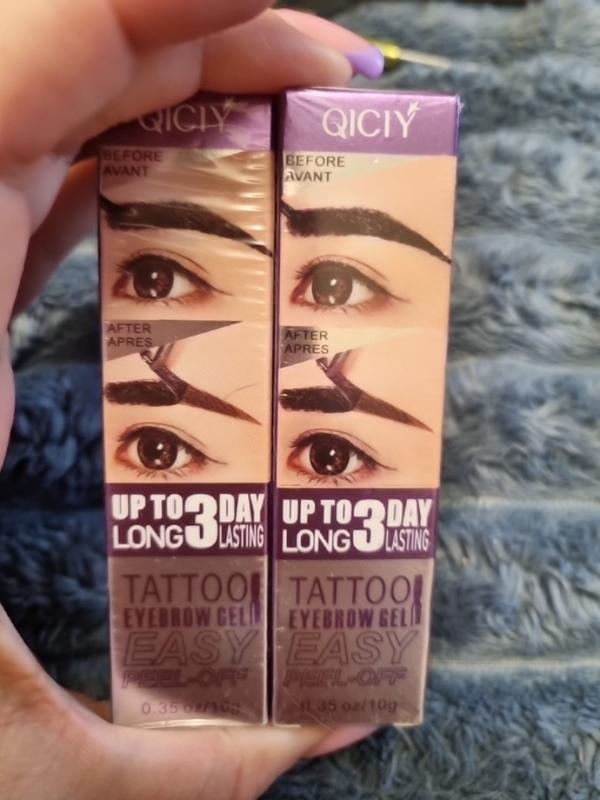 QICIY
BEFORE
AVANT
AFTER
APRES
UP TO 3 DAY
LONG LASTING
TATTOO
EYEBROW GEL
EASY
PEEL-OFF
0.35 oz/10g
QICIY
BEFORE
AVANT
AFTER
APRES
UP TO 3 DAY
LONG LASTING
TATTOO
EYEBROW GEL
EASY
PEEL-OFF
0.35 oz/10g